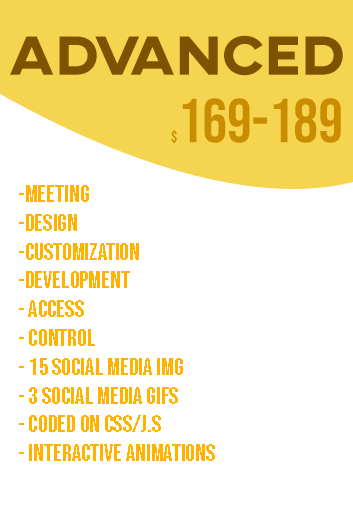 ADVANCED
$ 169-189
-MEETING
-DESIGN
-CUSTOMIZATION
-DEVELOPMENT
- ACCESS
- CONTROL
- 15 SOCIAL MEDIA IMG
- 3 SOCIAL MEDIA GIFS
- CODED ON CSS/J.S
- INTERACTIVE ANIMATIONS